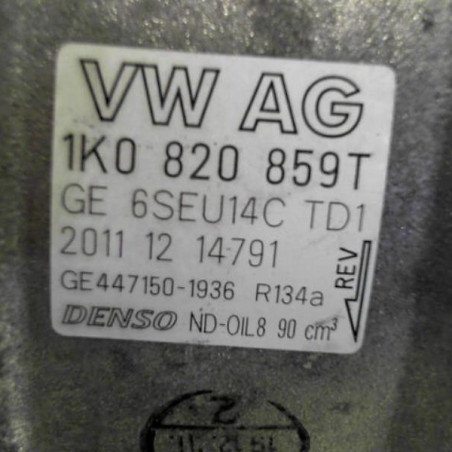 VW AG
1K0 820 859T
GE 6SEU14C TD1
2011 12 14791
GE447150-1936 R134a
REV
DENSO ND-OIL8 90 cm³
2